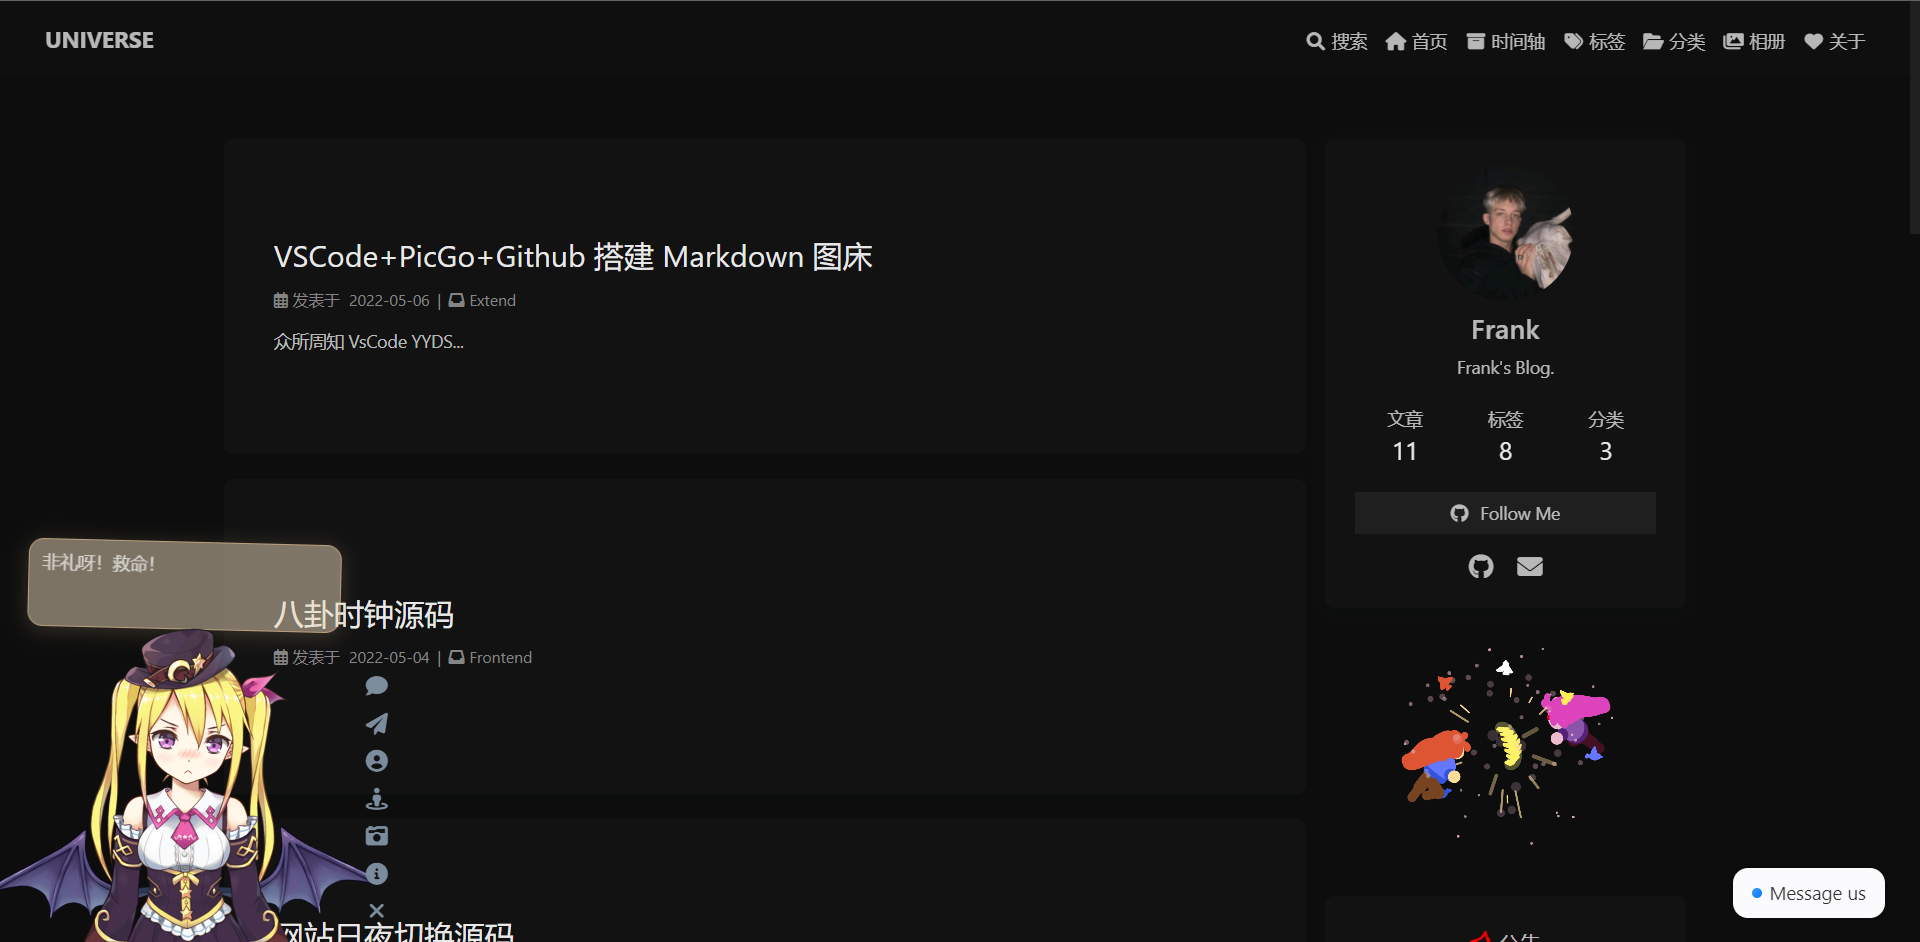 UNIVERSE
搜索 首页 时间轴 标签 分类 相册 关于
VSCode+PicGo+Github 搭建 Markdown 图床
发表于 2022-05-06 | Extend
众所周知 VsCode YYDS...
八卦时钟源码
发表于 2022-05-04 | Frontend
网站日夜切换源码
非礼呀！救命！
Frank
Frank's Blog.
文章 标签 分类
11 8 3
Follow Me
公告
Message us